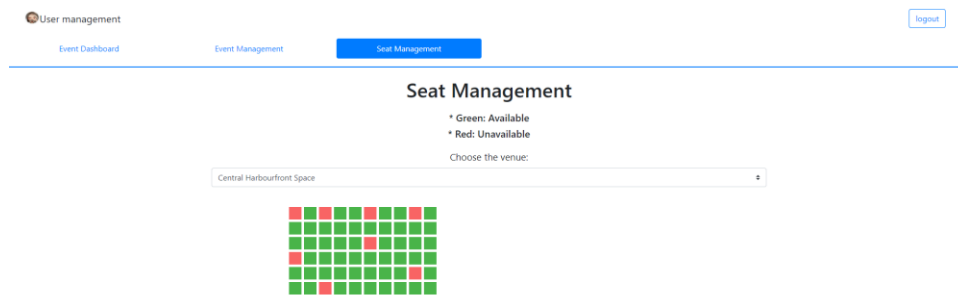 User management
logout
Event Dashboard Event Management Seat Management
Seat Management
* Green: Available
* Red: Unavailable
Choose the venue:
Central Harbourfront Space